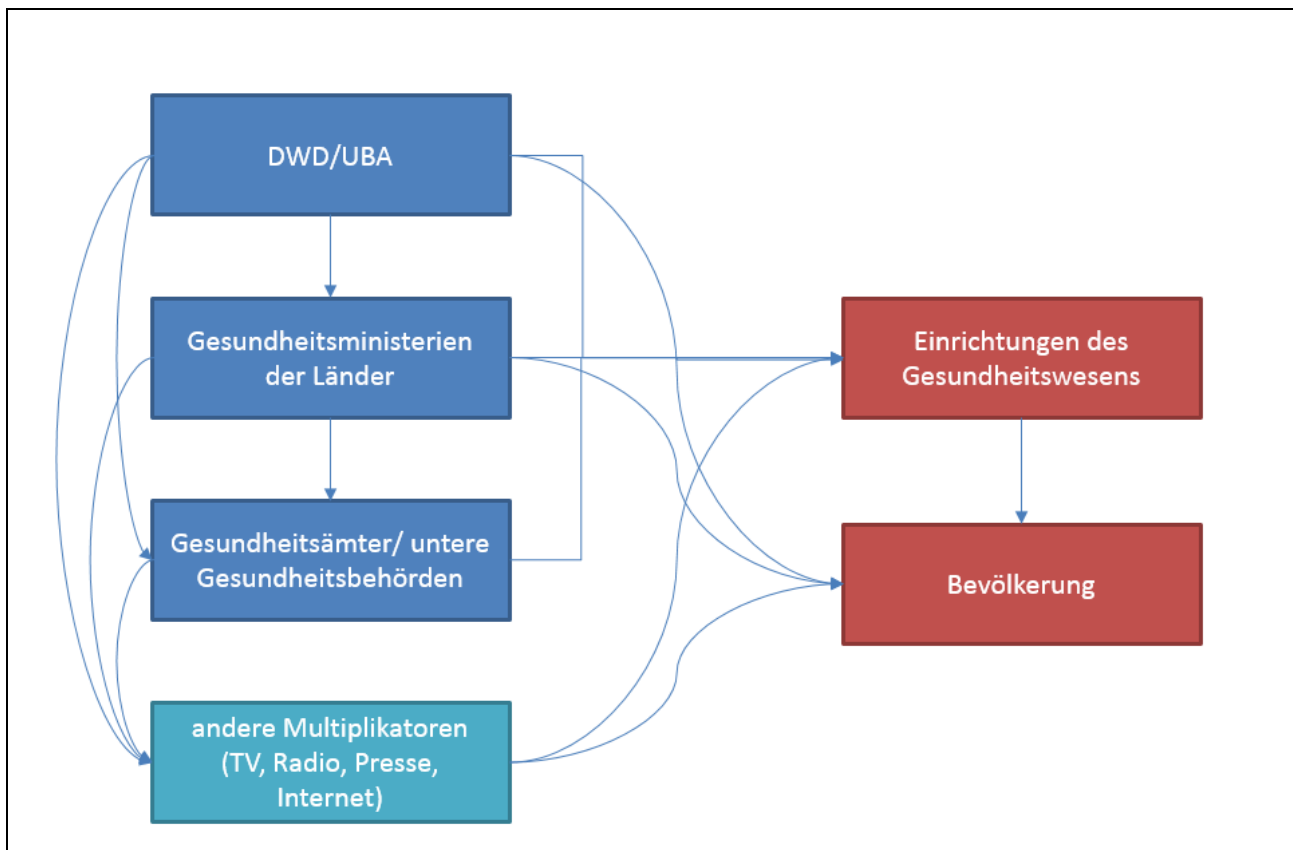 DWD/UBA
Gesundheitsministerien
der Länder
Gesundheitsämter/ untere
Gesundheitsbehörden
andere Multiplikatoren
(TV, Radio, Presse,
Internet)
Einrichtungen des
Gesundheitswesens
Bevölkerung